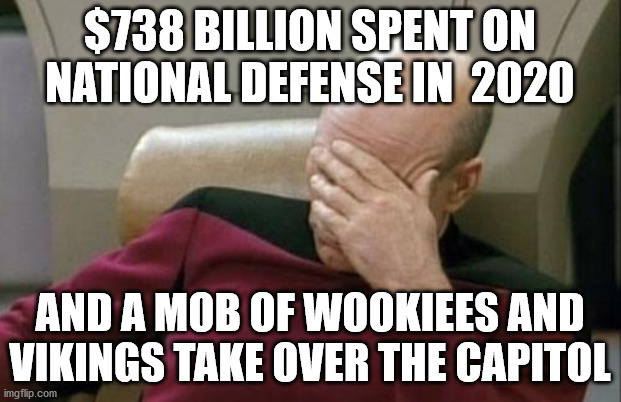 $738 BILLION SPENT ON
NATIONAL DEFENSE IN 2020
AND A MOB OF WOOKIEES AND
VIKINGS TAKE OVER THE CAPITOL
imgflip.com